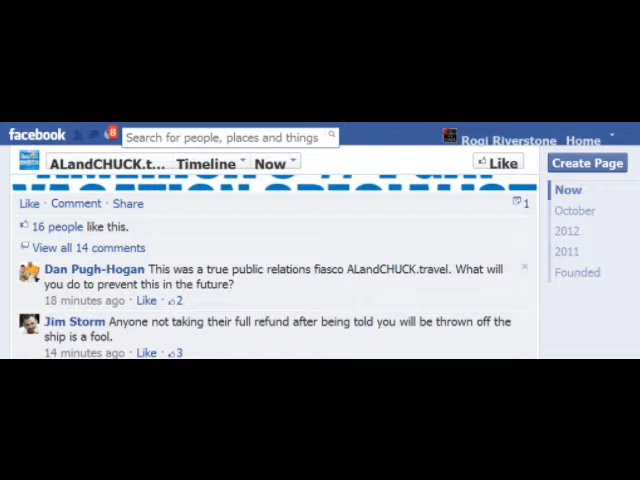 facebook
8
Search for people, places and things
Rogi Riverstone Home
ALandCHUCK.t... Timeline Now
Like
Create Page
Now
October
2012
2011
Founded
VACATION SPECIALIST
Like · Comment · Share
1
16 people like this.
View all 14 comments
Dan Pugh-Hogan This was a true public relations fiasco ALandCHUCK.travel. What will
you do to prevent this in the future?
18 minutes ago · Like · 2
Jim Storm Anyone not taking their full refund after being told you will be thrown off the
ship is a fool.
14 minutes ago · Like · 3